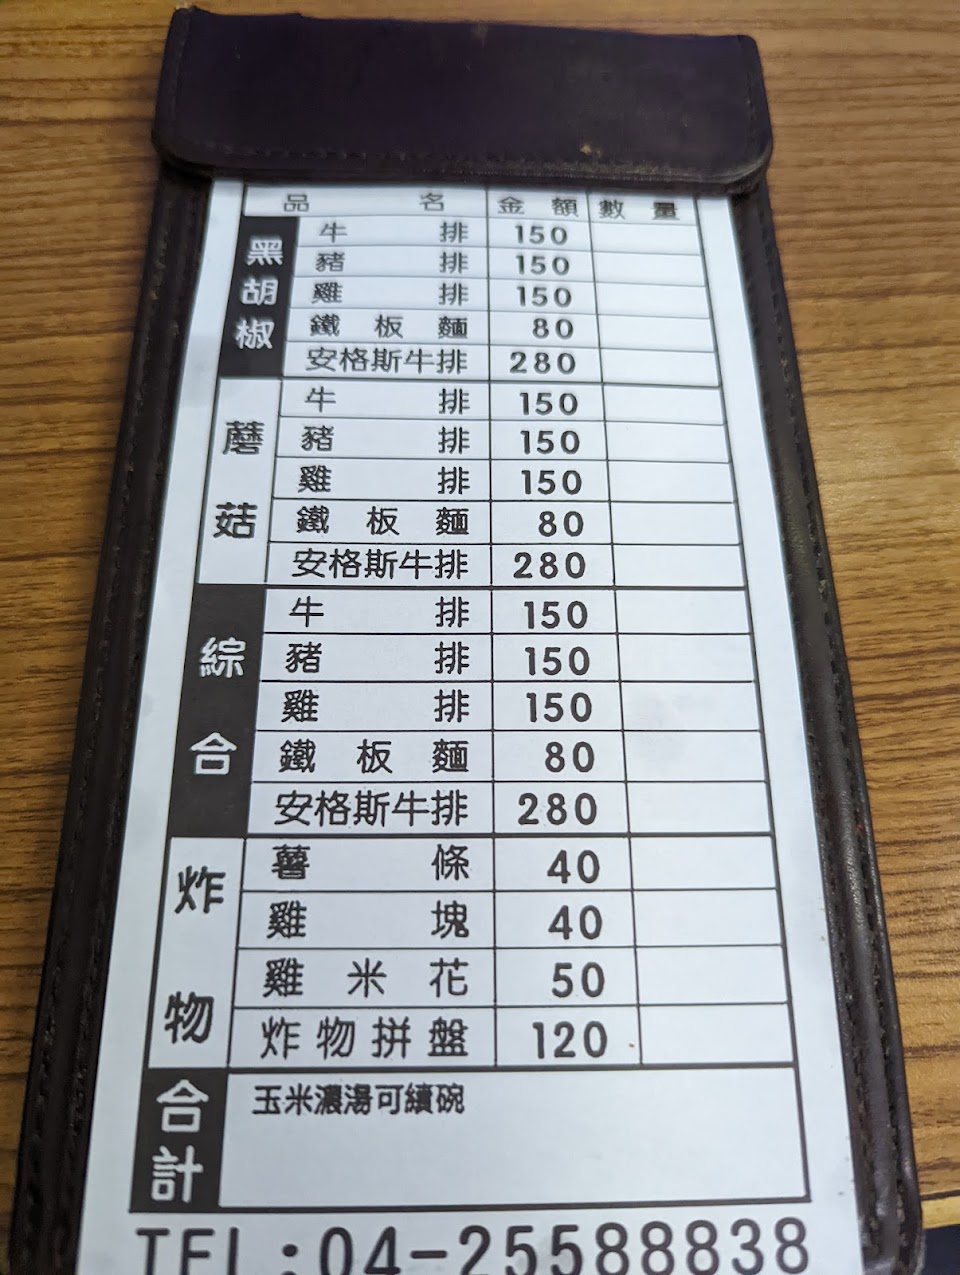 品名 金額 數量
黑胡椒
牛排 150
豬排 150
雞排 150
鐵板麵 80
安格斯牛排 280
蘑菇
牛排 150
豬排 150
雞排 150
鐵板麵 80
安格斯牛排 280
綜合
牛排 150
豬排 150
雞排 150
鐵板麵 80
安格斯牛排 280
炸物
薯條 40
雞塊 40
雞米花 50
炸物拼盤 120
合計
玉米濃湯可續碗
TEL:04-25588838